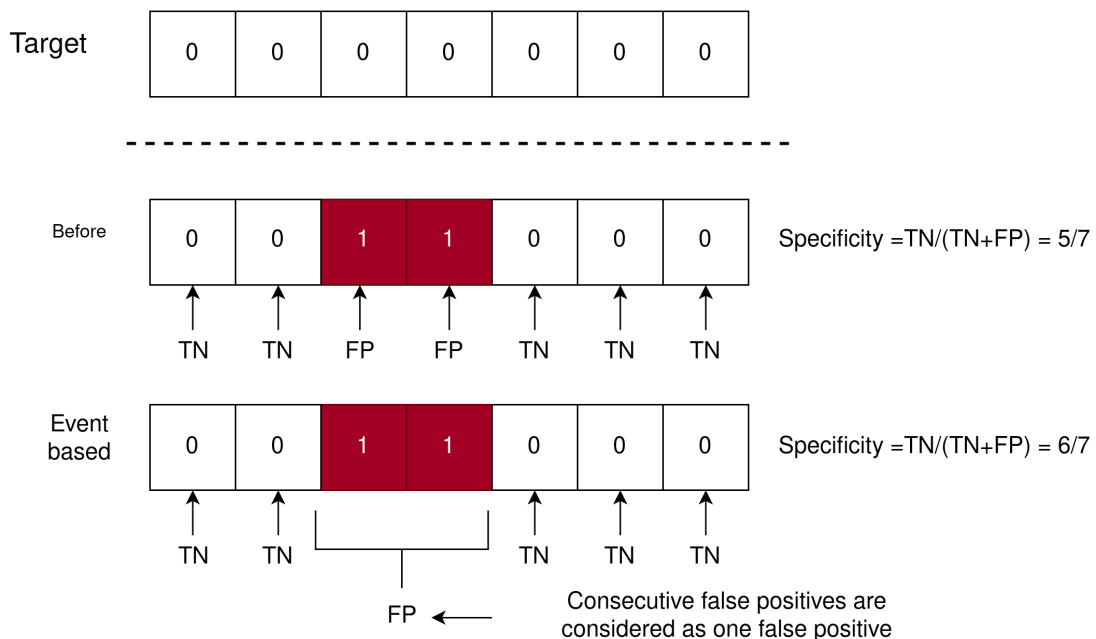 Target
0 0 0 0 0 0 0
Before
0 0 1 1 0 0 0
Specificity =TN/(TN+FP) = 5/7
TN TN FP FP TN TN TN
Event
based
0 0 1 1 0 0 0
Specificity =TN/(TN+FP) = 6/7
TN TN TN TN TN
FP
Consecutive false positives are
considered as one false positive